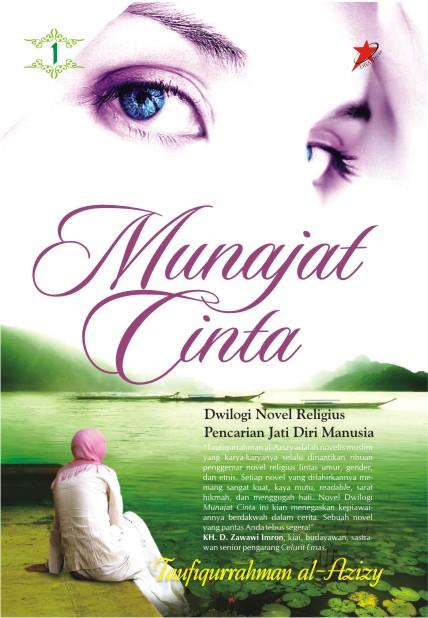 1
Munajat
Cinta
Dwilogi Novel Religius
Pencarian Jati Diri Manusia
"Taufiqurrahman al-Azizy adalah novelis muslim
yang karya-karyanya selalu dinantikan ribuan
penggemar novel religius lintas umur, gender,
dan etnis. Setiap novel yang dilahirkannya me-
mang sangat kuat, kaya mutu, readable, sarat
hikmah, dan menggugah hati. Novel Dwilogi
Munajat Cinta ini kian menegaskan kepiawai-
annya berdakwah dalam cerita. Sebuah novel
yang pantas Anda tebus segera!"
KH. D. Zawawi Imron, kiai, budayawan, sastra-
wan senior pengarang Celurit Emas.
Taufiqurrahman al-Azizy